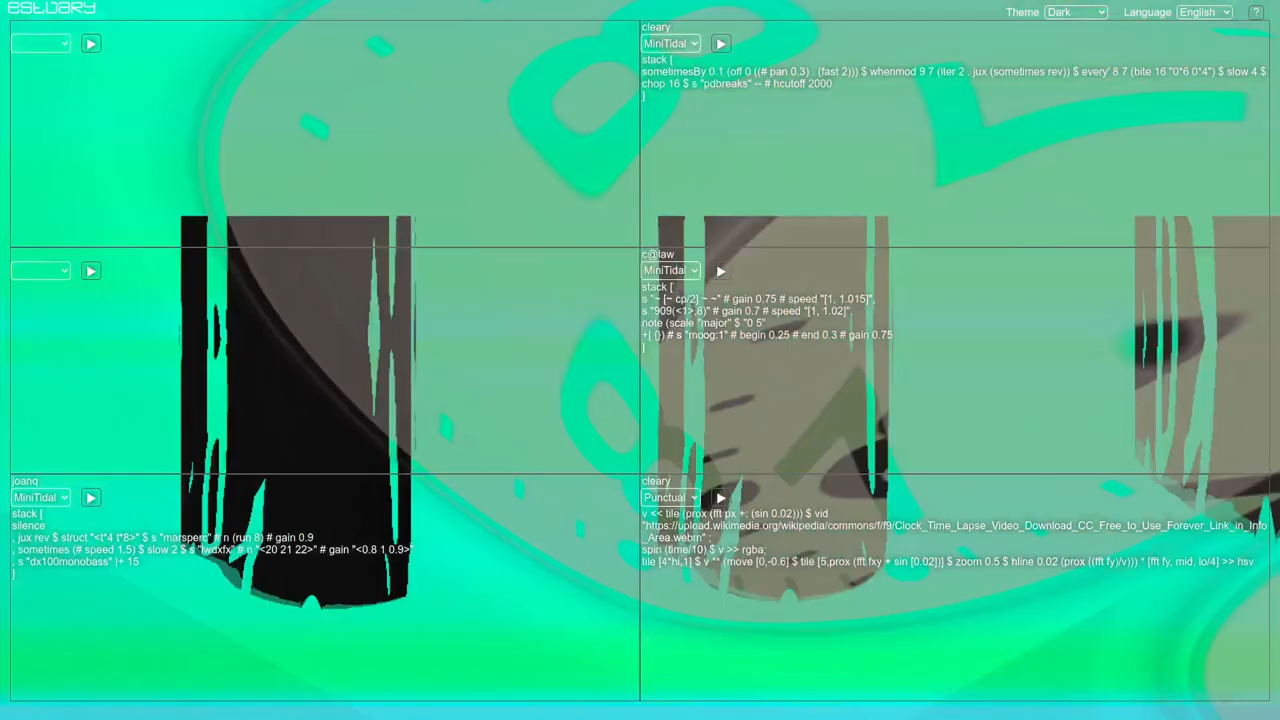 estuary
Theme Dark Language English ?
cleary
MiniTidal
stack [
sometimesBy 0.1 (off 0 ((# pan 0.3) . (fast 2))) $ whenmod 9 7 (iter 2 . jux (sometimes rev)) $ every' 8 7 (bite 16 "0*6 0*4") $ slow 4 $
chop 16 $ s "pdbreaks" -- # hcutoff 2000
]
c@law
MiniTidal
stack [
s "~ [~ cp/2] ~ ~" # gain 0.75 # speed "[1, 1.015]",
s "909(<1>,8)" # gain 0.7 # speed "[1, 1.02]",
note (scale "major" $ "0 5"
+| {}) # s "moog:1" # begin 0.25 # end 0.3 # gain 0.75
]
joanq
MiniTidal
stack [
silence
, jux rev $ struct "<t*4 t*8>" $ s "marsperc" # n (run 8) # gain 0.9
, sometimes (# speed 1.5) $ slow 2 $ s "lwdxfx" # n "<20 21 22>" # gain "<0.8 1 0.9>"
, s "dx100monobass" |+ 15
]
cleary
Punctual
v << tile (prox (fft px +: (sin 0.02))) $ vid
"https://upload.wikimedia.org/wikipedia/commons/f/f9/Clock_Time_Lapse_Video_Download_CC_Free_to_Use_Forever_Link_in_Info
_Area.webm" ;
spin (time/10) $ v >> rgba;
tile [4*hi,1] $ v ** (move [0,-0.6] $ tile [5,prox (fft fxy + sin [0.02])] $ zoom 0.5 $ hline 0.02 (prox ((fft fy)/v))) * [fft fy, mid, lo/4] >> hsv